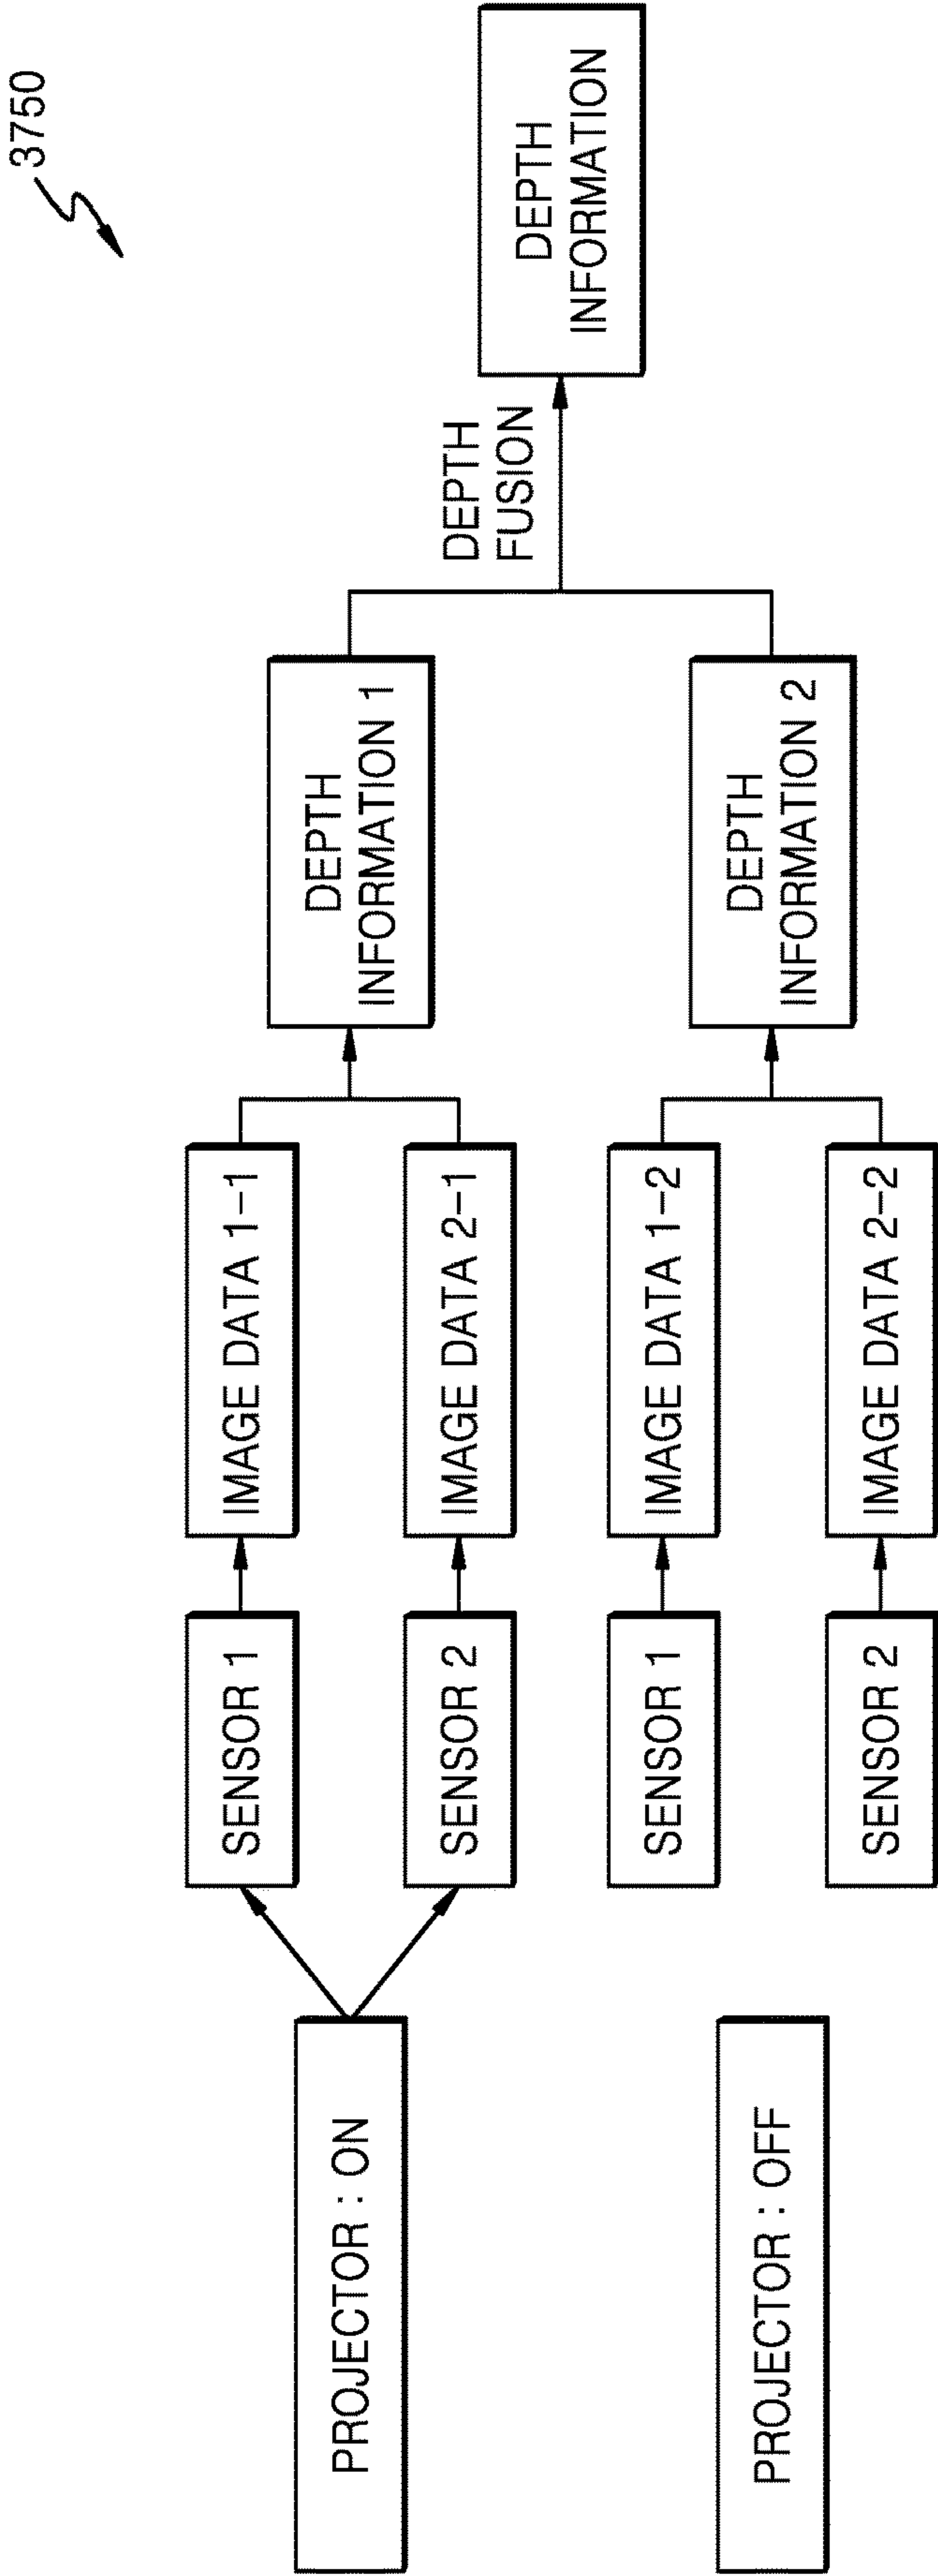 3750
PROJECTOR : ON
SENSOR 1
IMAGE DATA 1-1
SENSOR 2
IMAGE DATA 2-1
DEPTH
INFORMATION 1
PROJECTOR : OFF
SENSOR 1
IMAGE DATA 1-2
SENSOR 2
IMAGE DATA 2-2
DEPTH
INFORMATION 2
DEPTH
FUSION
DEPTH
INFORMATION